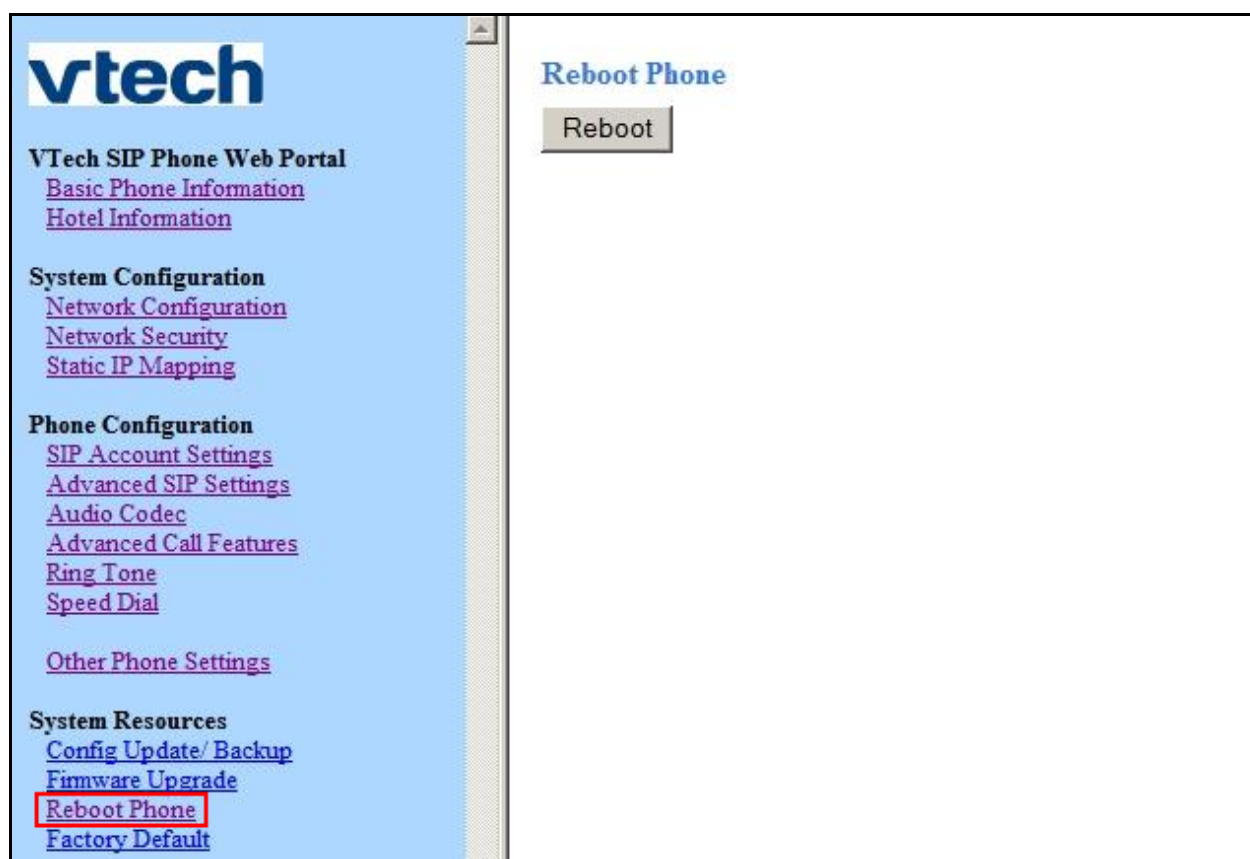 vtech
VTech SIP Phone Web Portal
Basic Phone Information
Hotel Information
System Configuration
Network Configuration
Network Security
Static IP Mapping
Phone Configuration
SIP Account Settings
Advanced SIP Settings
Audio Codec
Advanced Call Features
Ring Tone
Speed Dial
Other Phone Settings
System Resources
Config Update/ Backup
Firmware Upgrade
Reboot Phone
Factory Default
Reboot Phone
Reboot